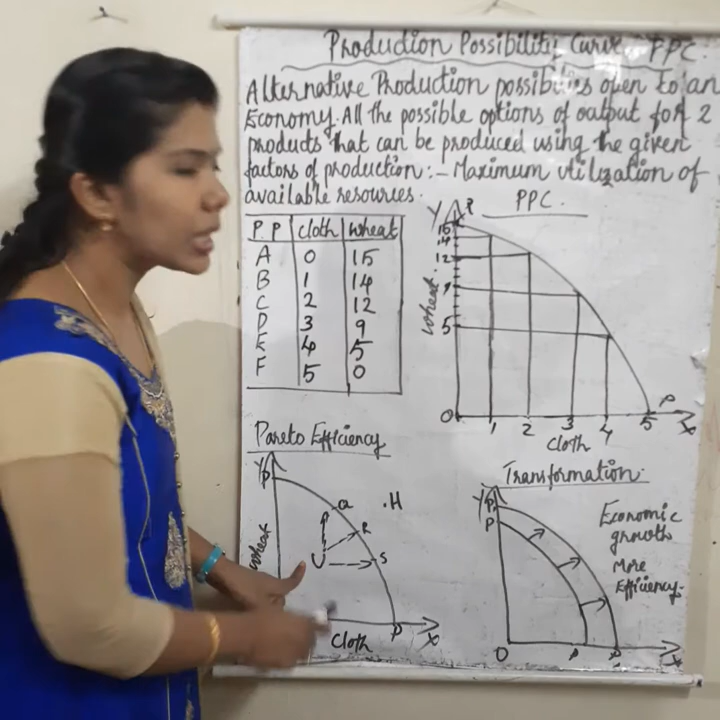 Production Possibility Curve PPC.
Alternative Production possibilities open to an
Economy. All the possible options of output for 2
products that can be produced using the given
factors of production:- Maximum utilization of
available resources.
P.P cloth wheat
A 0 15
B 1 14
C 2 12
D 3 9
E 4 5
F 5 0
PPC.
Y P
15
14
12
9
5
0 1 2 3 4 5 P X
wheat.
Cloth
Pareto Efficiency
Y
P
Q .H
R
U S
wheat
Cloth P X
Transformation.
Y P
P
Economic
growth
More
Efficiency.
0 P P X